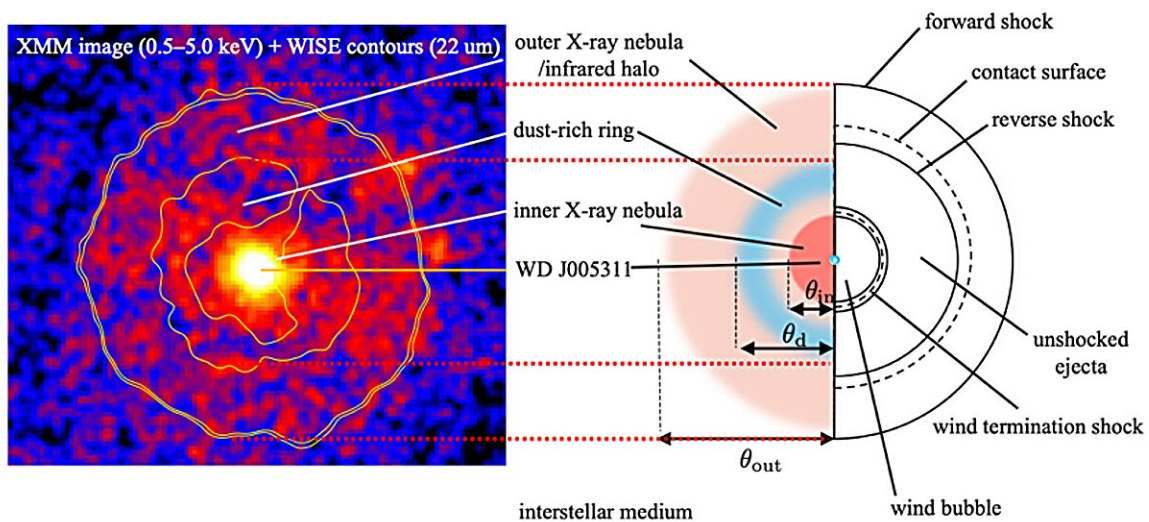 XMM image (0.5–5.0 keV) + WISE contours (22 um)
outer X-ray nebula
/infrared halo
dust-rich ring
inner X-ray nebula
WD J005311
θin
θd
θout
interstellar medium
forward shock
contact surface
reverse shock
unshocked
ejecta
wind termination shock
wind bubble